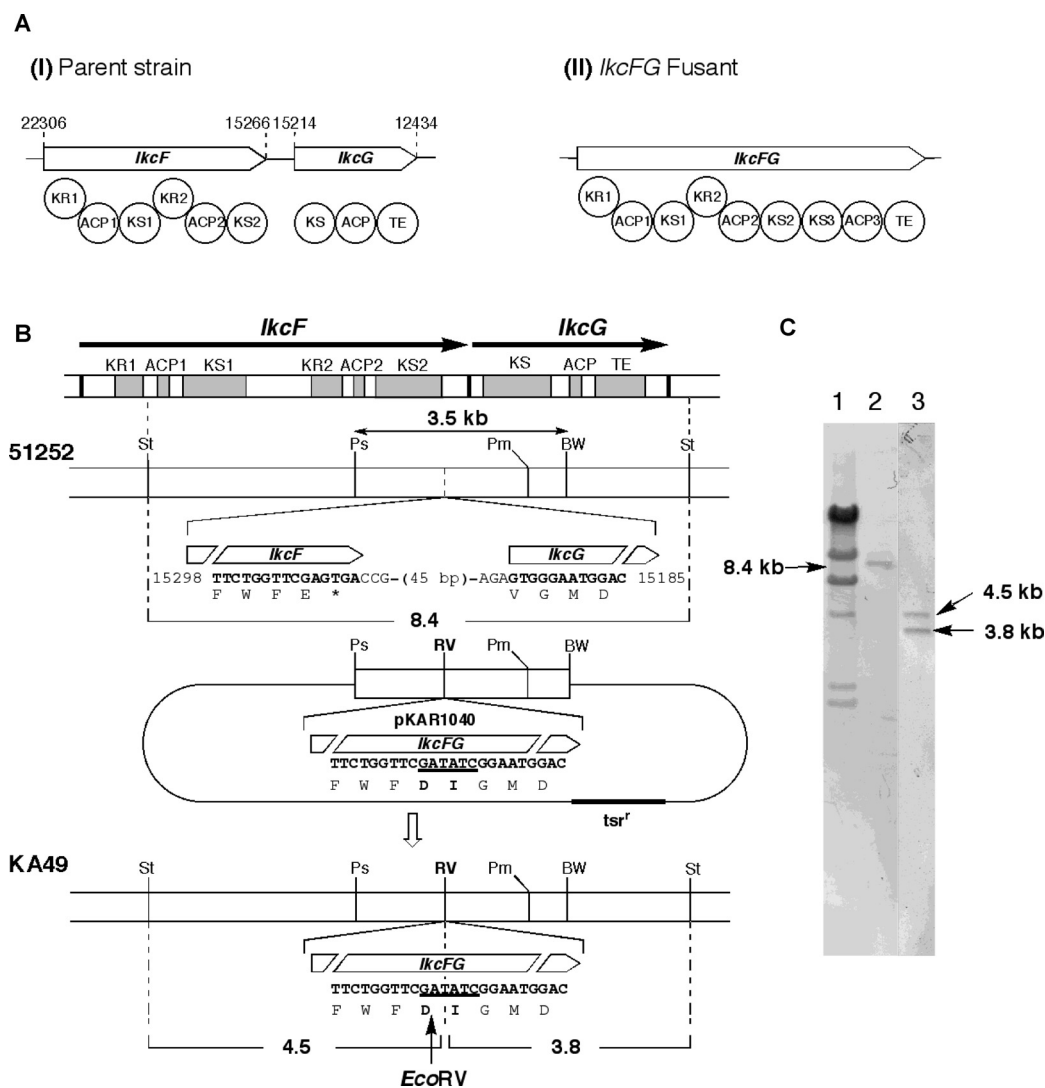 A
(I) Parent strain
(II) lkcFG Fusant
22306 15266 15214 12434
lkcF lkcG
lkcFG
KR1 KR2
ACP1 KS1 ACP2 KS2 KS ACP TE
KR1 KR2
ACP1 KS1 ACP2 KS2 KS3 ACP3 TE
B
lkcF lkcG
KR1 ACP1 KS1 KR2 ACP2 KS2 KS ACP TE
3.5 kb
51252
St Ps Pm BW St
lkcF lkcG
15298 TTCTGGTTCGAGTGACCG-(45 bp)-AGAGTGGGAATGGAC 15185
F W F E * V G M D
8.4
Ps RV Pm BW
pKAR1040
lkcFG
TTCTGGTTCGATATCGGAATGGAC
F W F D I G M D
tsrr
KA49
St Ps RV Pm BW St
lkcFG
TTCTGGTTCGATATCGGAATGGAC
F W F D I G M D
4.5 3.8
EcoRV
C
1 2 3
8.4 kb
4.5 kb
3.8 kb